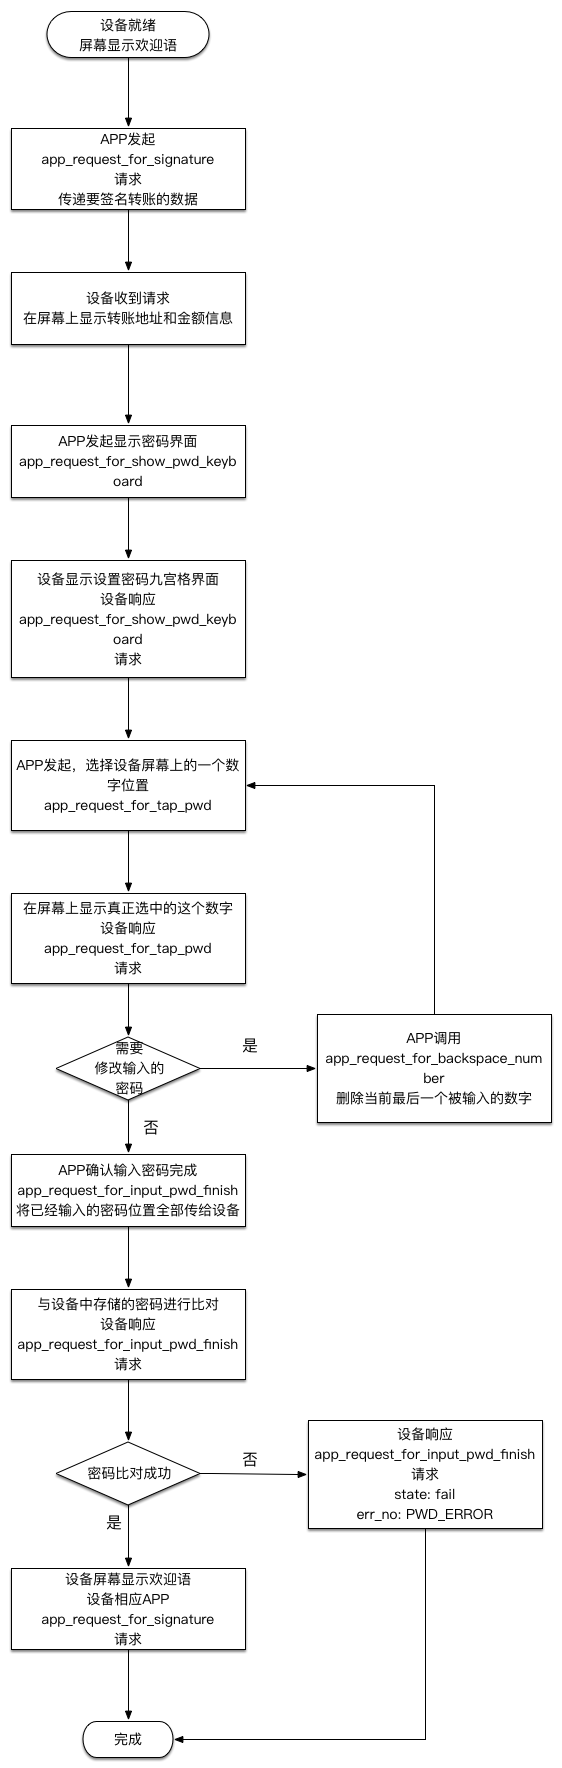 设备就绪
屏幕显示欢迎语
APP发起
app_request_for_signature
请求
传递要签名转账的数据
设备收到请求
在屏幕上显示转账地址和金额信息
APP发起显示密码界面
app_request_for_show_pwd_keyb
oard
设备显示设置密码九宫格界面
设备响应
app_request_for_show_pwd_keyb
oard
请求
APP发起，选择设备屏幕上的一个数
字位置
app_request_for_tap_pwd
在屏幕上显示真正选中的这个数字
设备响应
app_request_for_tap_pwd
请求
需要
修改输入的
密码
是
APP调用
app_request_for_backspace_num
ber
删除当前最后一个被输入的数字
否
APP确认输入密码完成
app_request_for_input_pwd_finish
将已经输入的密码位置全部传给设备
与设备中存储的密码进行比对
设备响应
app_request_for_input_pwd_finish
请求
密码比对成功
否
设备响应
app_request_for_input_pwd_finish
请求
state: fail
err_no: PWD_ERROR
是
设备屏幕显示欢迎语
设备相应APP
app_request_for_signature
请求
完成